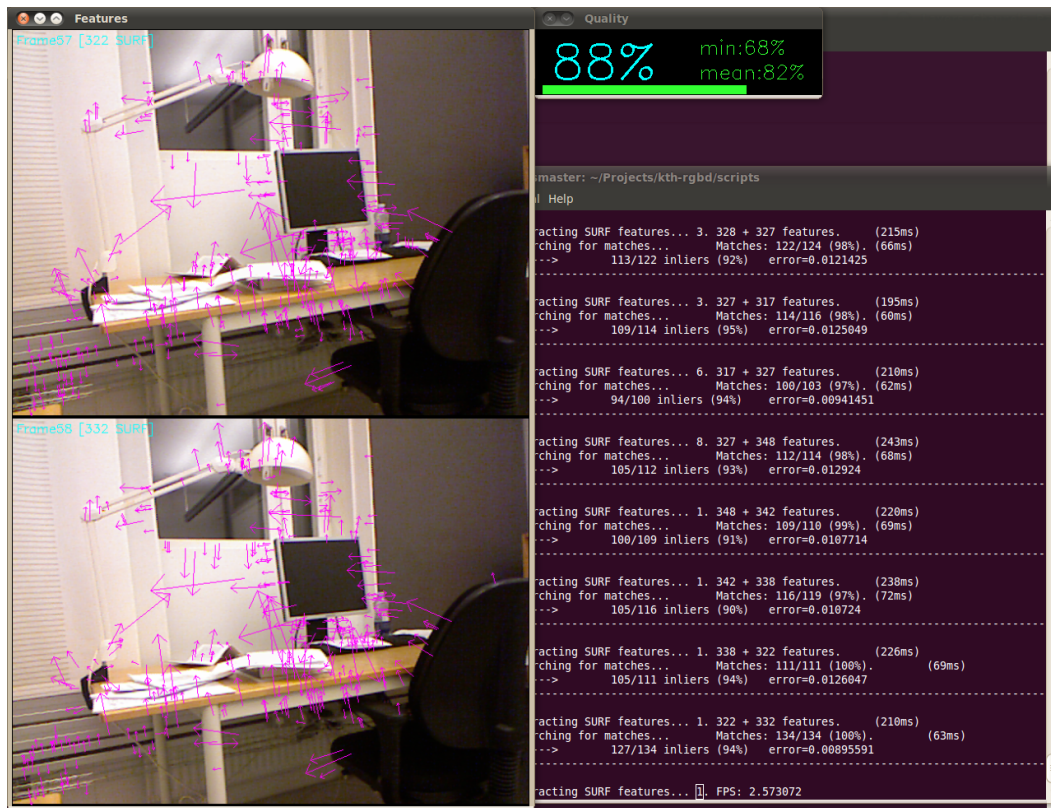 Features
Frame57 [322 SURF]
Frame58 [332 SURF]
Quality
88%
min:68%
mean:82%
smaster: ~/Projects/kth-rgbd/scripts
l Help
racting SURF features... 3. 328 + 327 features. (215ms)
rching for matches... Matches: 122/124 (98%). (66ms)
--> 113/122 inliers (92%) error=0.0121425
--------------------------------------------------------------------------------
racting SURF features... 3. 327 + 317 features. (195ms)
rching for matches... Matches: 114/116 (98%). (60ms)
--> 109/114 inliers (95%) error=0.0125049
--------------------------------------------------------------------------------
racting SURF features... 6. 317 + 327 features. (210ms)
rching for matches... Matches: 100/103 (97%). (62ms)
--> 94/100 inliers (94%) error=0.00941451
--------------------------------------------------------------------------------
racting SURF features... 8. 327 + 348 features. (243ms)
rching for matches... Matches: 112/114 (98%). (68ms)
--> 105/112 inliers (93%) error=0.012924
--------------------------------------------------------------------------------
racting SURF features... 1. 348 + 342 features. (220ms)
rching for matches... Matches: 109/110 (99%). (69ms)
--> 100/109 inliers (91%) error=0.0107714
--------------------------------------------------------------------------------
racting SURF features... 1. 342 + 338 features. (238ms)
rching for matches... Matches: 116/119 (97%). (72ms)
--> 105/116 inliers (90%) error=0.010724
--------------------------------------------------------------------------------
racting SURF features... 1. 338 + 322 features. (226ms)
rching for matches... Matches: 111/111 (100%). (69ms)
--> 105/111 inliers (94%) error=0.0126047
--------------------------------------------------------------------------------
racting SURF features... 1. 322 + 332 features. (210ms)
rching for matches... Matches: 134/134 (100%). (63ms)
--> 127/134 inliers (94%) error=0.00895591
--------------------------------------------------------------------------------
racting SURF features... 1. FPS: 2.573072